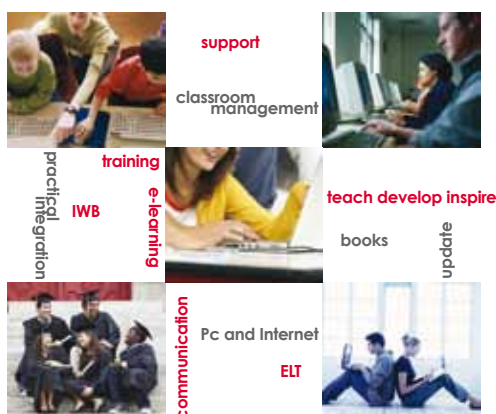 support
classroom
management
training
practical
integration
IWB
e-learning
teach develop inspire
books
update
communication
Pc and Internet
ELT